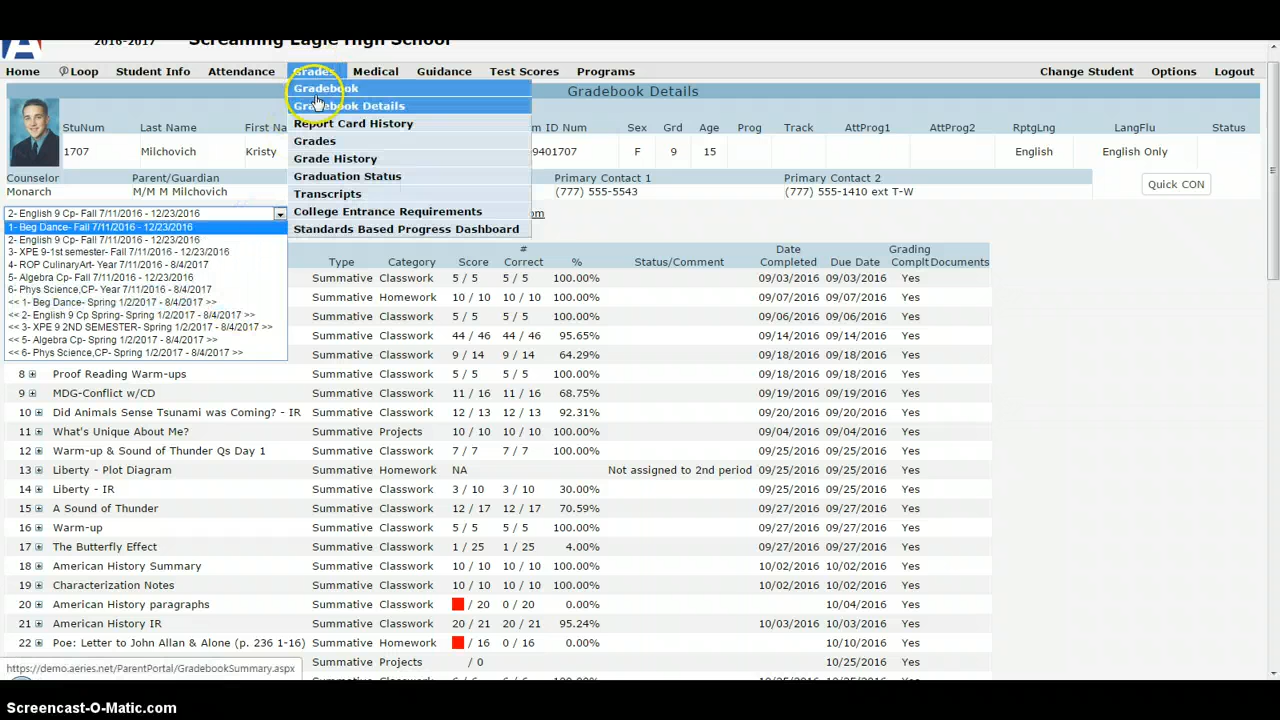 2016-2017 Screaming Eagle High School
Home Loop Student Info Attendance Grades Medical Guidance Test Scores Programs Change Student Options Logout
Gradebook
Gradebook Details
Gradebook Details
Report Card History
Grades
Grade History
Graduation Status
Transcripts
College Entrance Requirements
Standards Based Progress Dashboard
StuNum Last Name First Na m ID Num Sex Grd Age Prog Track AttProg1 AttProg2 RptgLng LangFlu Status
1707 Milchovich Kristy 9401707 F 9 15 English English Only
Counselor Parent/Guardian Primary Contact 1 Primary Contact 2
Monarch M/M M Milchovich (777) 555-5543 (777) 555-1410 ext T-W
Quick CON
2- English 9 Cp- Fall 7/11/2016 - 12/23/2016 om
1- Beg Dance- Fall 7/11/2016 - 12/23/2016
2- English 9 Cp- Fall 7/11/2016 - 12/23/2016
3- XPE 9-1st semester- Fall 7/11/2016 - 12/23/2016
4- ROP CulinaryArt- Year 7/11/2016 - 8/4/2017
5- Algebra Cp- Fall 7/11/2016 - 12/23/2016
6- Phys Science,CP- Year 7/11/2016 - 8/4/2017
<< 1- Beg Dance- Spring 1/2/2017 - 8/4/2017 >>
<< 2- English 9 Cp Spring- Spring 1/2/2017 - 8/4/2017 >>
<< 3- XPE 9 2ND SEMESTER- Spring 1/2/2017 - 8/4/2017 >>
<< 5- Algebra Cp- Spring 1/2/2017 - 8/4/2017 >>
<< 6- Phys Science,CP- Spring 1/2/2017 - 8/4/2017 >>
Type Category Score # Correct % Status/Comment Date Completed Due Date Grading Complt Documents
Summative Classwork 5 / 5 5 / 5 100.00% 09/03/2016 09/03/2016 Yes
Summative Homework 10 / 10 10 / 10 100.00% 09/07/2016 09/07/2016 Yes
Summative Classwork 5 / 5 5 / 5 100.00% 09/06/2016 09/06/2016 Yes
Summative Classwork 44 / 46 44 / 46 95.65% 09/14/2016 09/14/2016 Yes
Summative Classwork 9 / 14 9 / 14 64.29% 09/18/2016 09/18/2016 Yes
8 Proof Reading Warm-ups Summative Classwork 5 / 5 5 / 5 100.00% 09/18/2016 09/18/2016 Yes
9 MDG-Conflict w/CD Summative Classwork 11 / 16 11 / 16 68.75% 09/19/2016 09/19/2016 Yes
10 Did Animals Sense Tsunami was Coming? - IR Summative Classwork 12 / 13 12 / 13 92.31% 09/20/2016 09/20/2016 Yes
11 What's Unique About Me? Summative Projects 10 / 10 10 / 10 100.00% 09/04/2016 09/04/2016 Yes
12 Warm-up & Sound of Thunder Qs Day 1 Summative Classwork 7 / 7 7 / 7 100.00% 09/25/2016 09/25/2016 Yes
13 Liberty - Plot Diagram Summative Homework NA Not assigned to 2nd period 09/25/2016 09/25/2016 Yes
14 Liberty - IR Summative Classwork 3 / 10 3 / 10 30.00% 09/25/2016 09/25/2016 Yes
15 A Sound of Thunder Summative Classwork 12 / 17 12 / 17 70.59% 09/27/2016 09/27/2016 Yes
16 Warm-up Summative Classwork 5 / 5 5 / 5 100.00% 09/27/2016 09/27/2016 Yes
17 The Butterfly Effect Summative Classwork 1 / 25 1 / 25 4.00% 09/27/2016 09/27/2016 Yes
18 American History Summary Summative Classwork 10 / 10 10 / 10 100.00% 10/02/2016 10/02/2016 Yes
19 Characterization Notes Summative Classwork 10 / 10 10 / 10 100.00% 10/02/2016 10/02/2016 Yes
20 American History paragraphs Summative Classwork / 20 0 / 20 0.00% 10/04/2016 Yes
21 American History IR Summative Classwork 20 / 21 20 / 21 95.24% 10/03/2016 10/03/2016 Yes
22 Poe: Letter to John Allan & Alone (p. 236 1-16) Summative Homework / 16 0 / 16 0.00% 10/10/2016 Yes
Summative Projects / 0 10/25/2016 Yes
https://demo.aeries.net/ParentPortal/GradebookSummary.aspx
Screencast-O-Matic.com